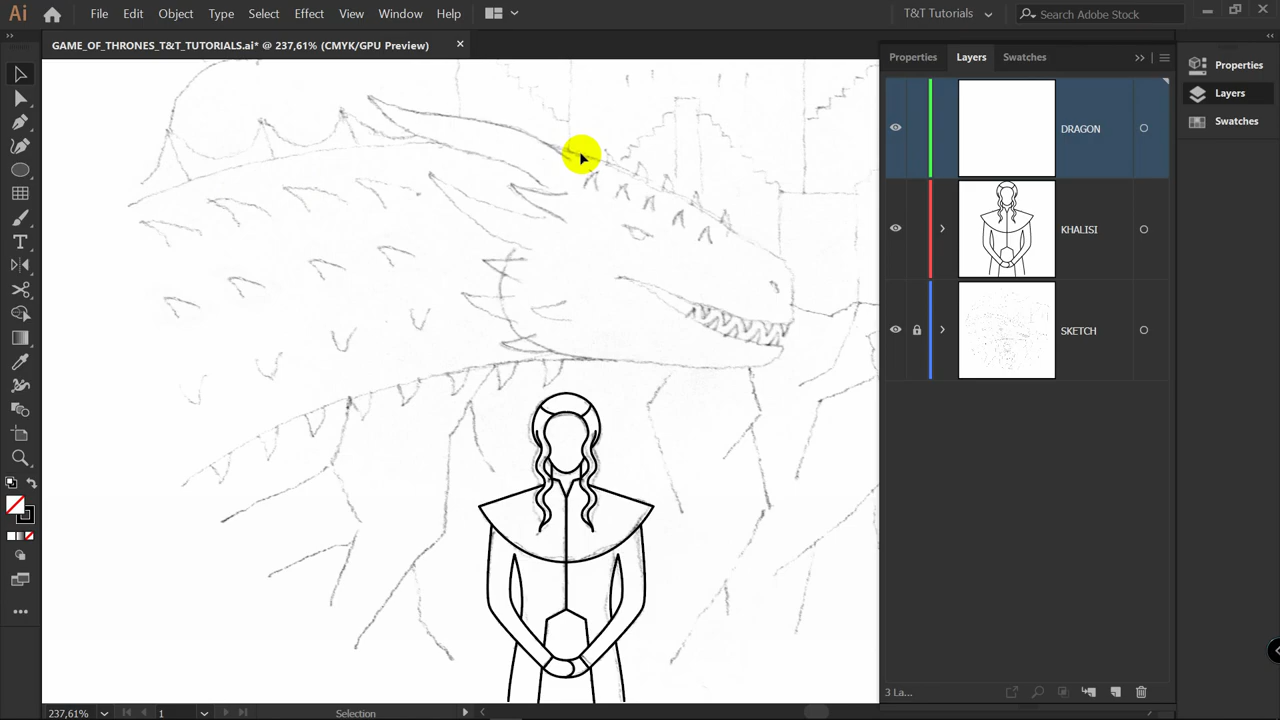 Ai File Edit Object Type Select Effect View Window Help T&T Tutorials Search Adobe Stock
GAME_OF_THRONES_T&T_TUTORIALS.ai* @ 237,61% (CMYK/GPU Preview)
Properties Layers Swatches
Properties
Layers
Swatches
DRAGON
KHALISI
SKETCH
3 La...
237,61% 1 Selection